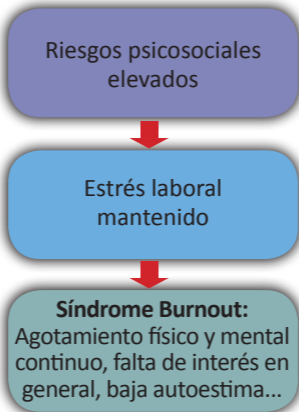 Riesgos psicosociales
elevados
Estrés laboral
mantenido
Síndrome Burnout:
Agotamiento físico y mental
continuo, falta de interés en
general, baja autoestima...